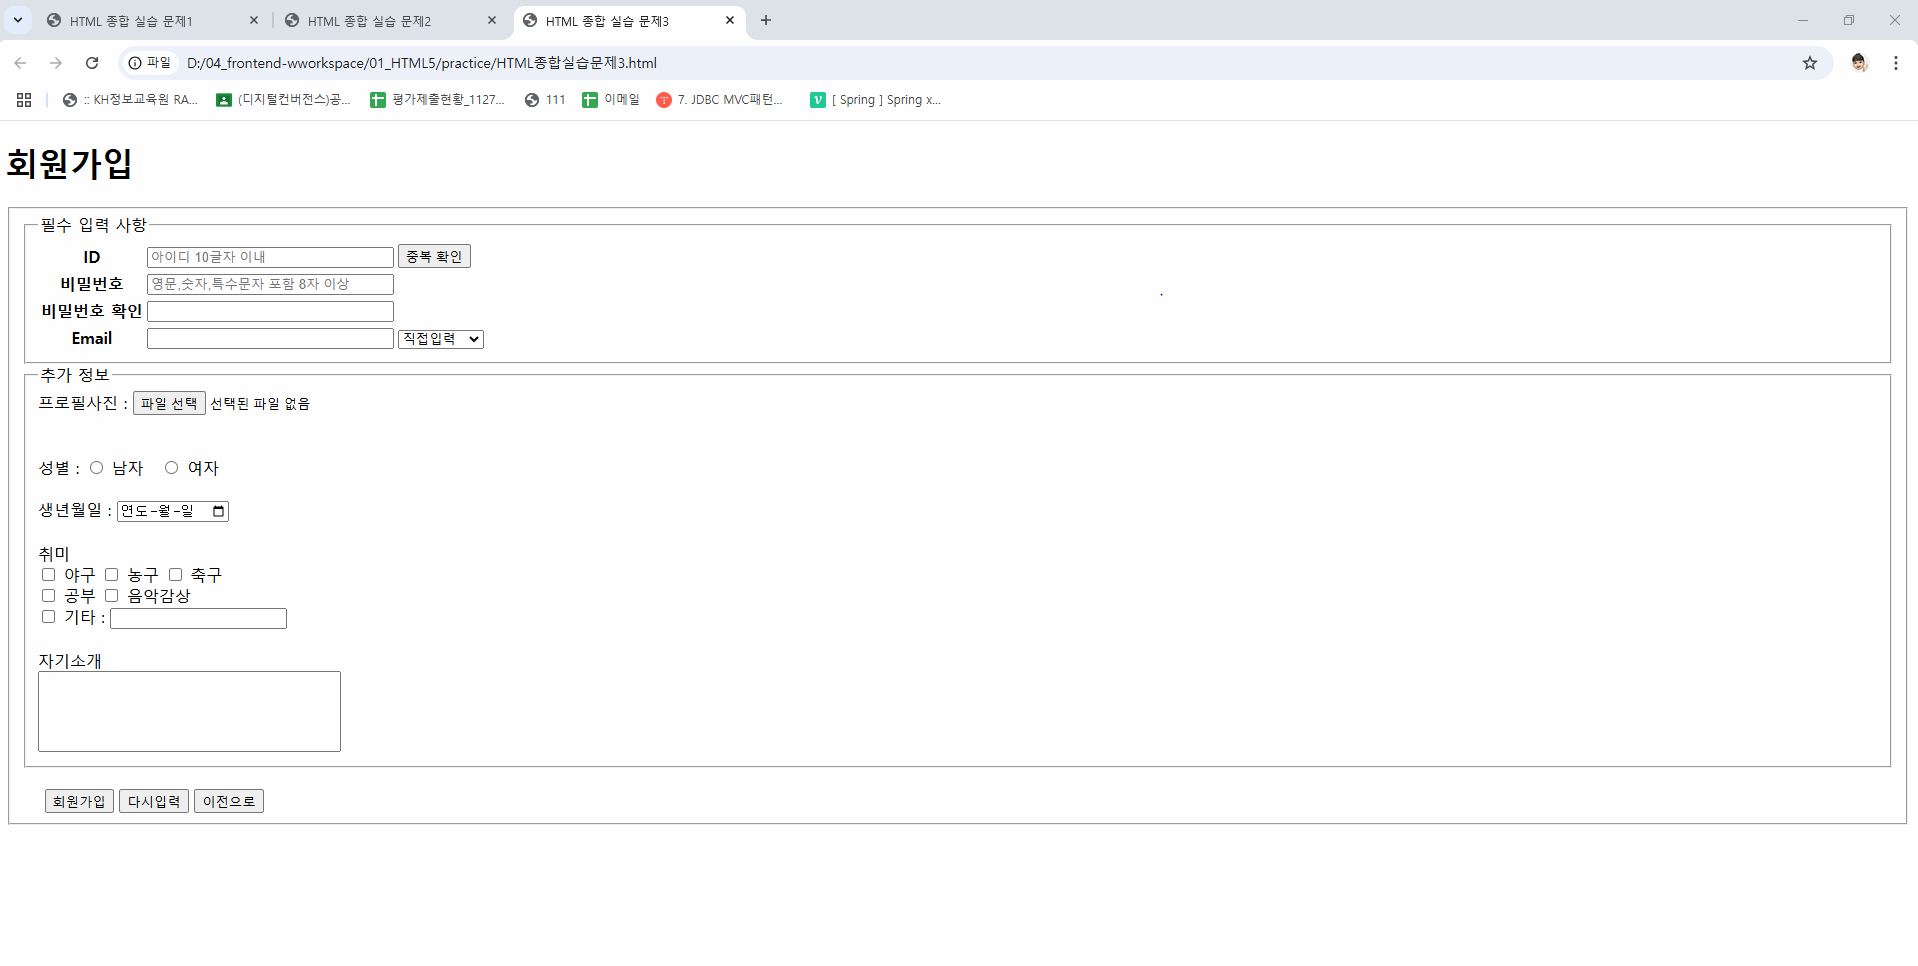 HTML 종합 실습 문제1
HTML 종합 실습 문제2
HTML 종합 실습 문제3
파일
D:/04_frontend-wworkspace/01_HTML5/practice/HTML종합실습문제3.html
:: KH정보교육원 RA...
(디지털컨버전스)공...
평가제출현황_1127...
111
이메일
7. JDBC MVC패턴...
[ Spring ] Spring x...
회원가입
필수 입력 사항
ID 아이디 10글자 이내 중복 확인
비밀번호 영문,숫자,특수문자 포함 8자 이상
비밀번호 확인
Email 직접입력
추가 정보
프로필사진 : 파일 선택 선택된 파일 없음
성별 : 남자 여자
생년월일 : 연도-월-일
취미
야구 농구 축구
공부 음악감상
기타 :
자기소개
회원가입 다시입력 이전으로